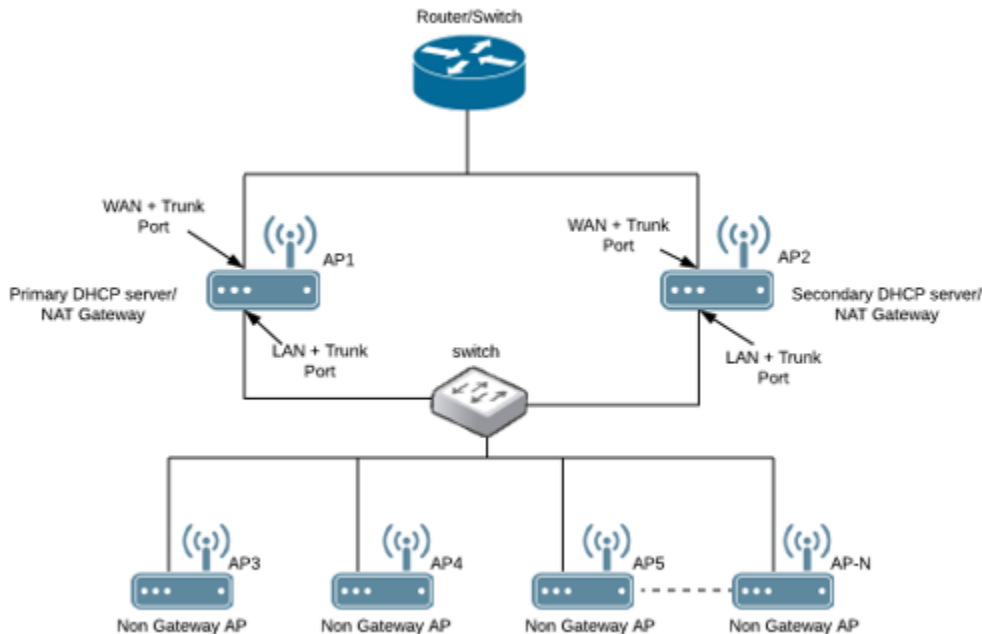 Router/Switch
WAN + Trunk
Port
AP1
Primary DHCP server/
NAT Gateway
LAN + Trunk
Port
WAN + Trunk
Port
AP2
Secondary DHCP server/
NAT Gateway
LAN + Trunk
Port
switch
AP3
Non Gateway AP
AP4
Non Gateway AP
AP5
Non Gateway AP
AP-N
Non Gateway AP